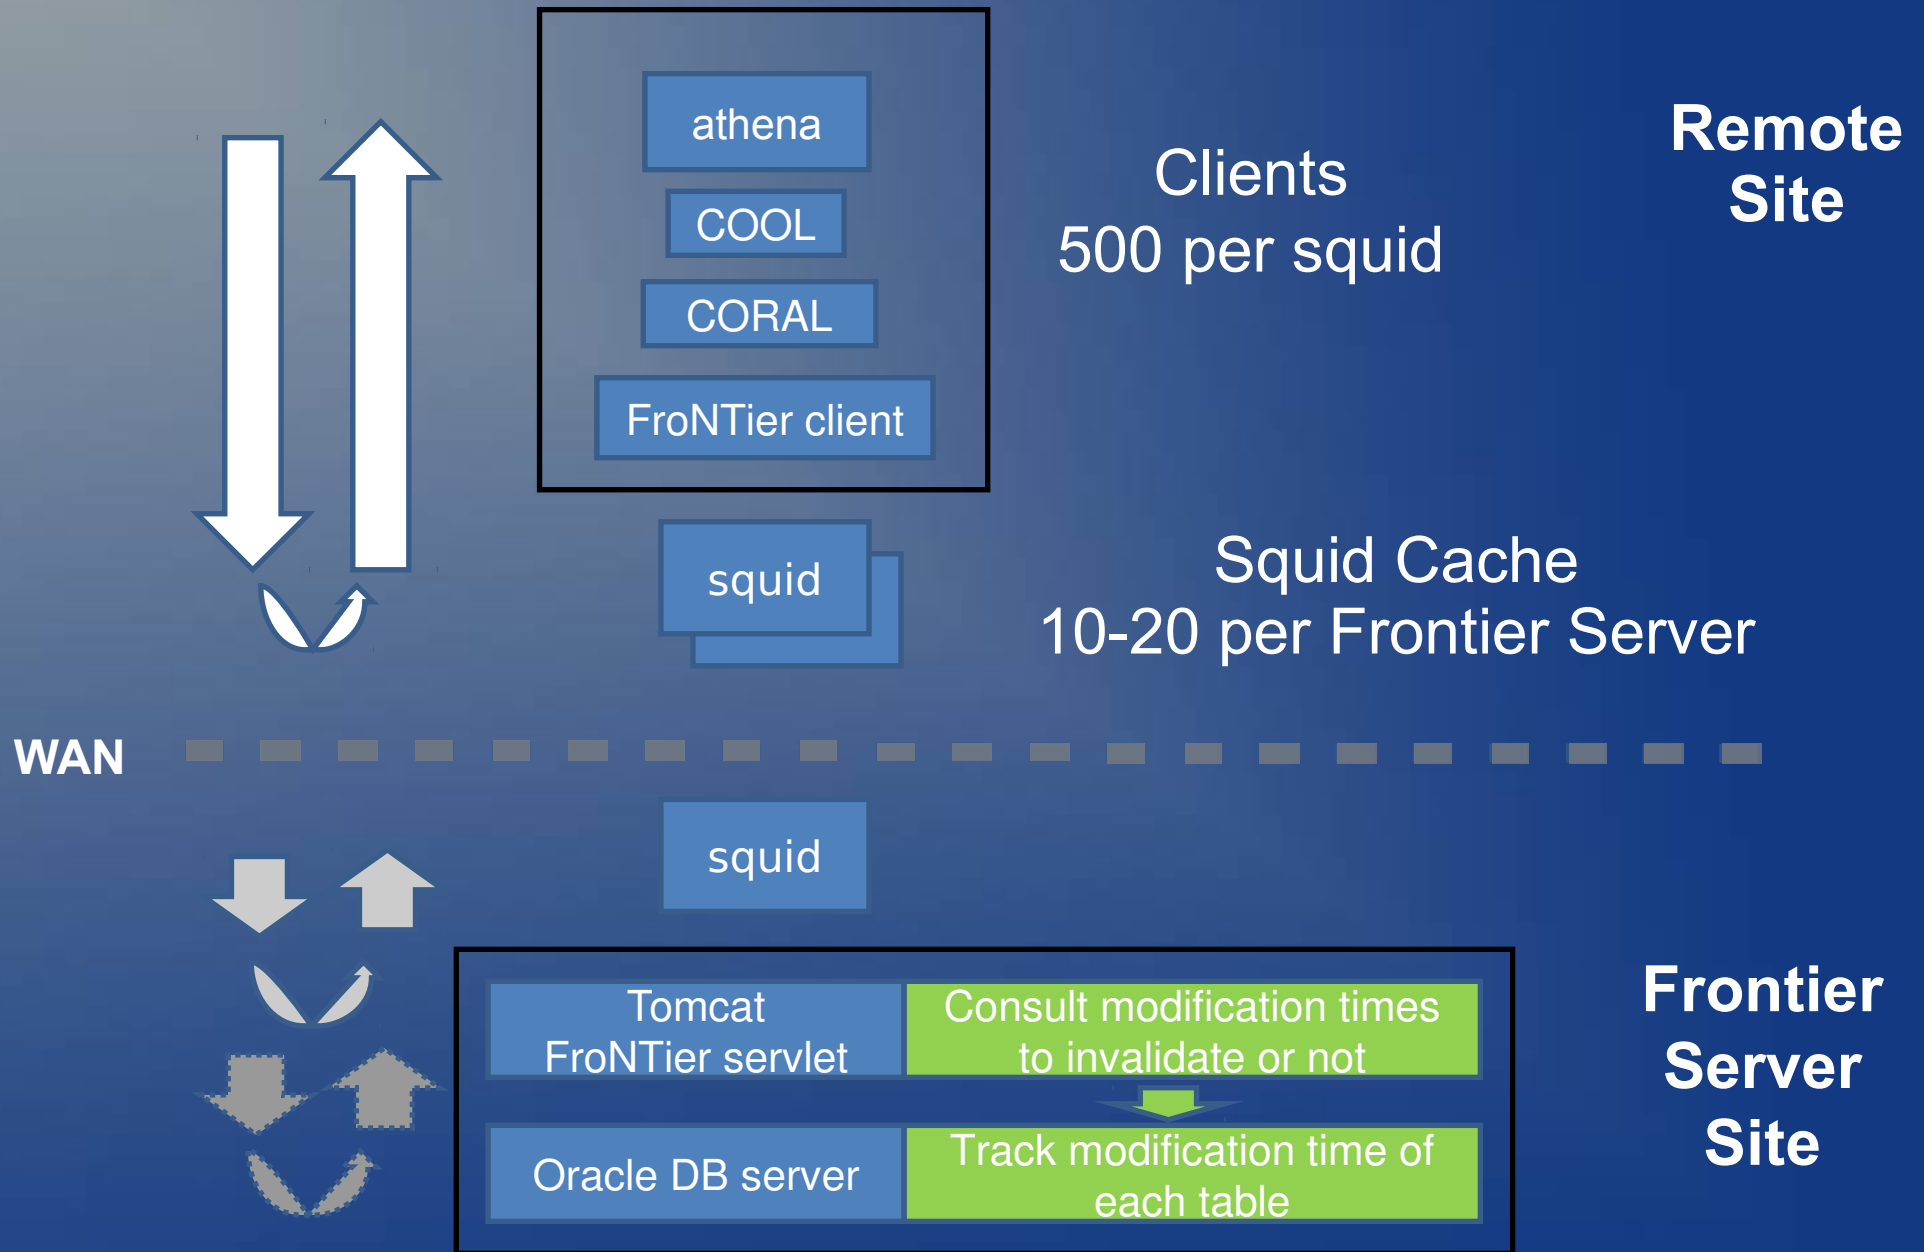 athena
COOL
CORAL
FroNTier client
Clients
500 per squid
Remote
Site
squid
Squid Cache
10-20 per Frontier Server
WAN
squid
Tomcat
FroNTier servlet
Consult modification times
to invalidate or not
Oracle DB server
Track modification time of
each table
Frontier
Server
Site